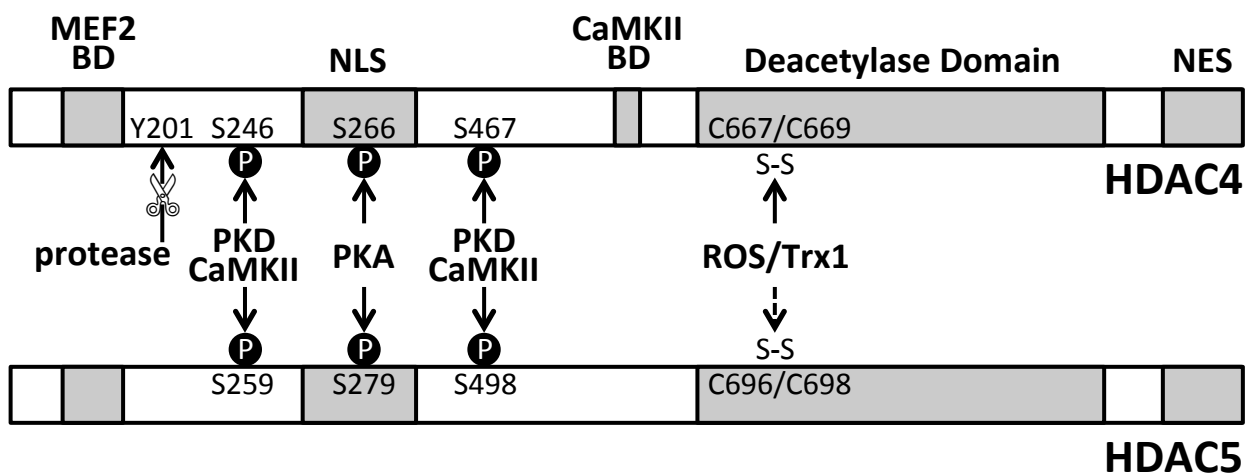 MEF2 BD
NLS
CaMKII BD
Deacetylase Domain
NES
Y201 S246 S266 S467 C667/C669
P P P S-S
HDAC4
protease
PKD CaMKII
PKA
PKD CaMKII
ROS/Trx1
P P P S-S
S259 S279 S498 C696/C698
HDAC5